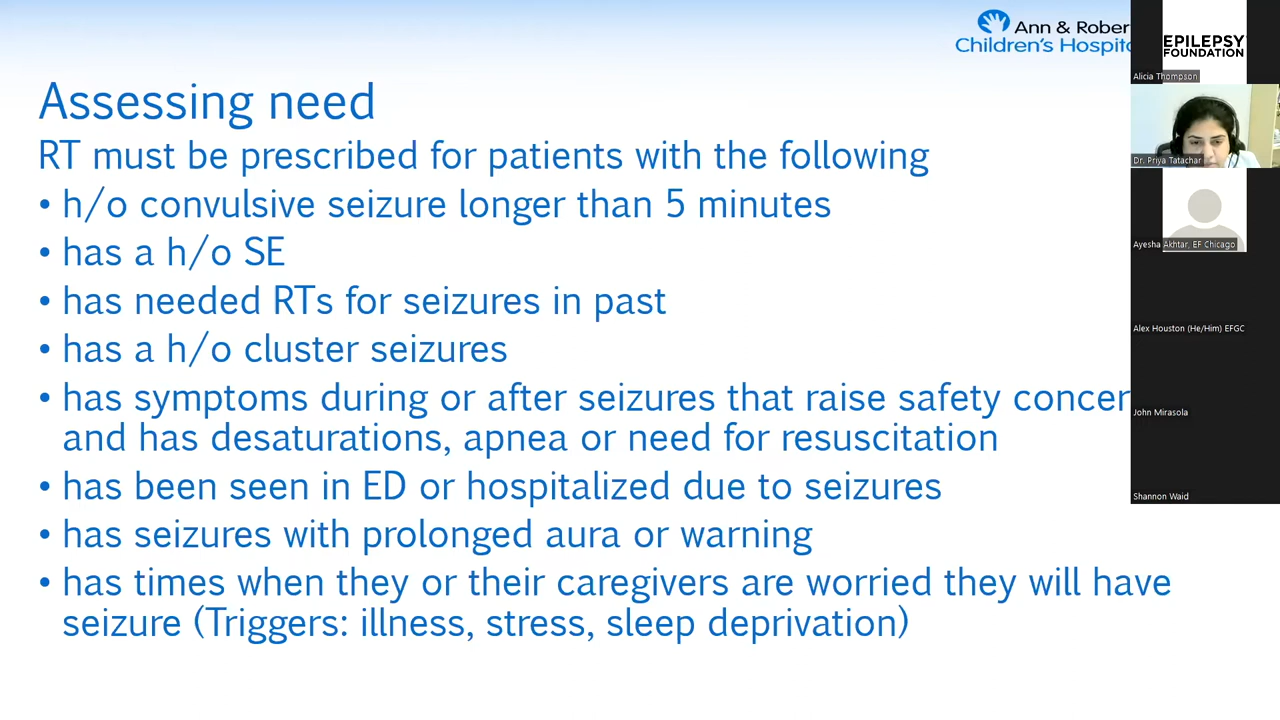 Ann & Rober
Children's Hospit
EPILEPSY
FOUNDATION
Alicia Thompson
Assessing need
RT must be prescribed for patients with the following
• h/o convulsive seizure longer than 5 minutes
• has a h/o SE
• has needed RTs for seizures in past
• has a h/o cluster seizures
• has symptoms during or after seizures that raise safety concer
and has desaturations, apnea or need for resuscitation
• has been seen in ED or hospitalized due to seizures
• has seizures with prolonged aura or warning
• has times when they or their caregivers are worried they will have
seizure (Triggers: illness, stress, sleep deprivation)
Dr. Priya Tatachar
Ayesha Akhtar, EF Chicago
Alex Houston (He/Him) EFGC
John Mirasola
Shannon Waid